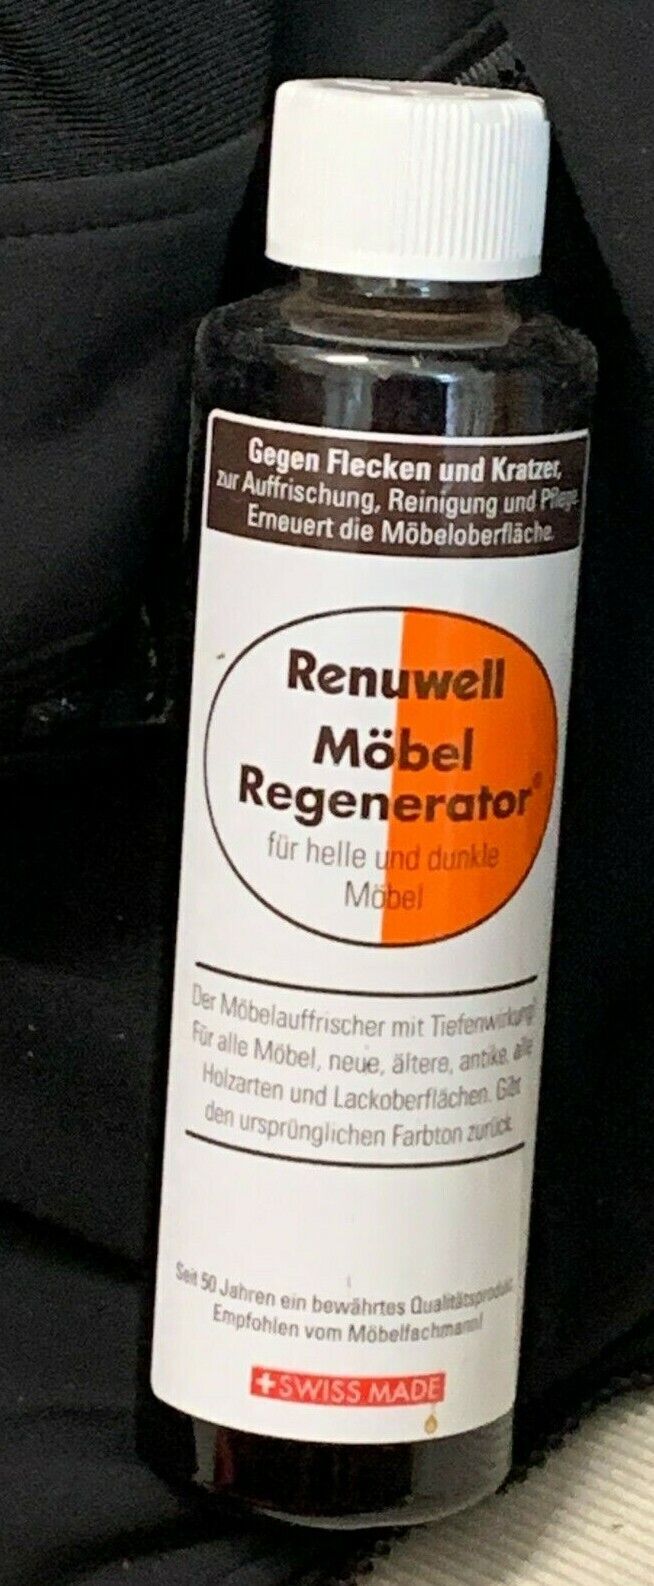 Gegen Flecken und Kratzer,
zur Auffrischung, Reinigung und Pflege.
Erneuert die Möbeloberfläche.
Renuwell
Möbel
Regenerator®
für helle und dunkle
Möbel
Der Möbelauffrischer mit Tiefenwirkung!
Für alle Möbel, neue, ältere, antike, alle
Holzarten und Lackoberflächen. Gibt
den ursprünglichen Farbton zurück.
Seit 50 Jahren ein bewährtes Qualitätsprodukt.
Empfohlen vom Möbelfachmann!
+SWISS MADE